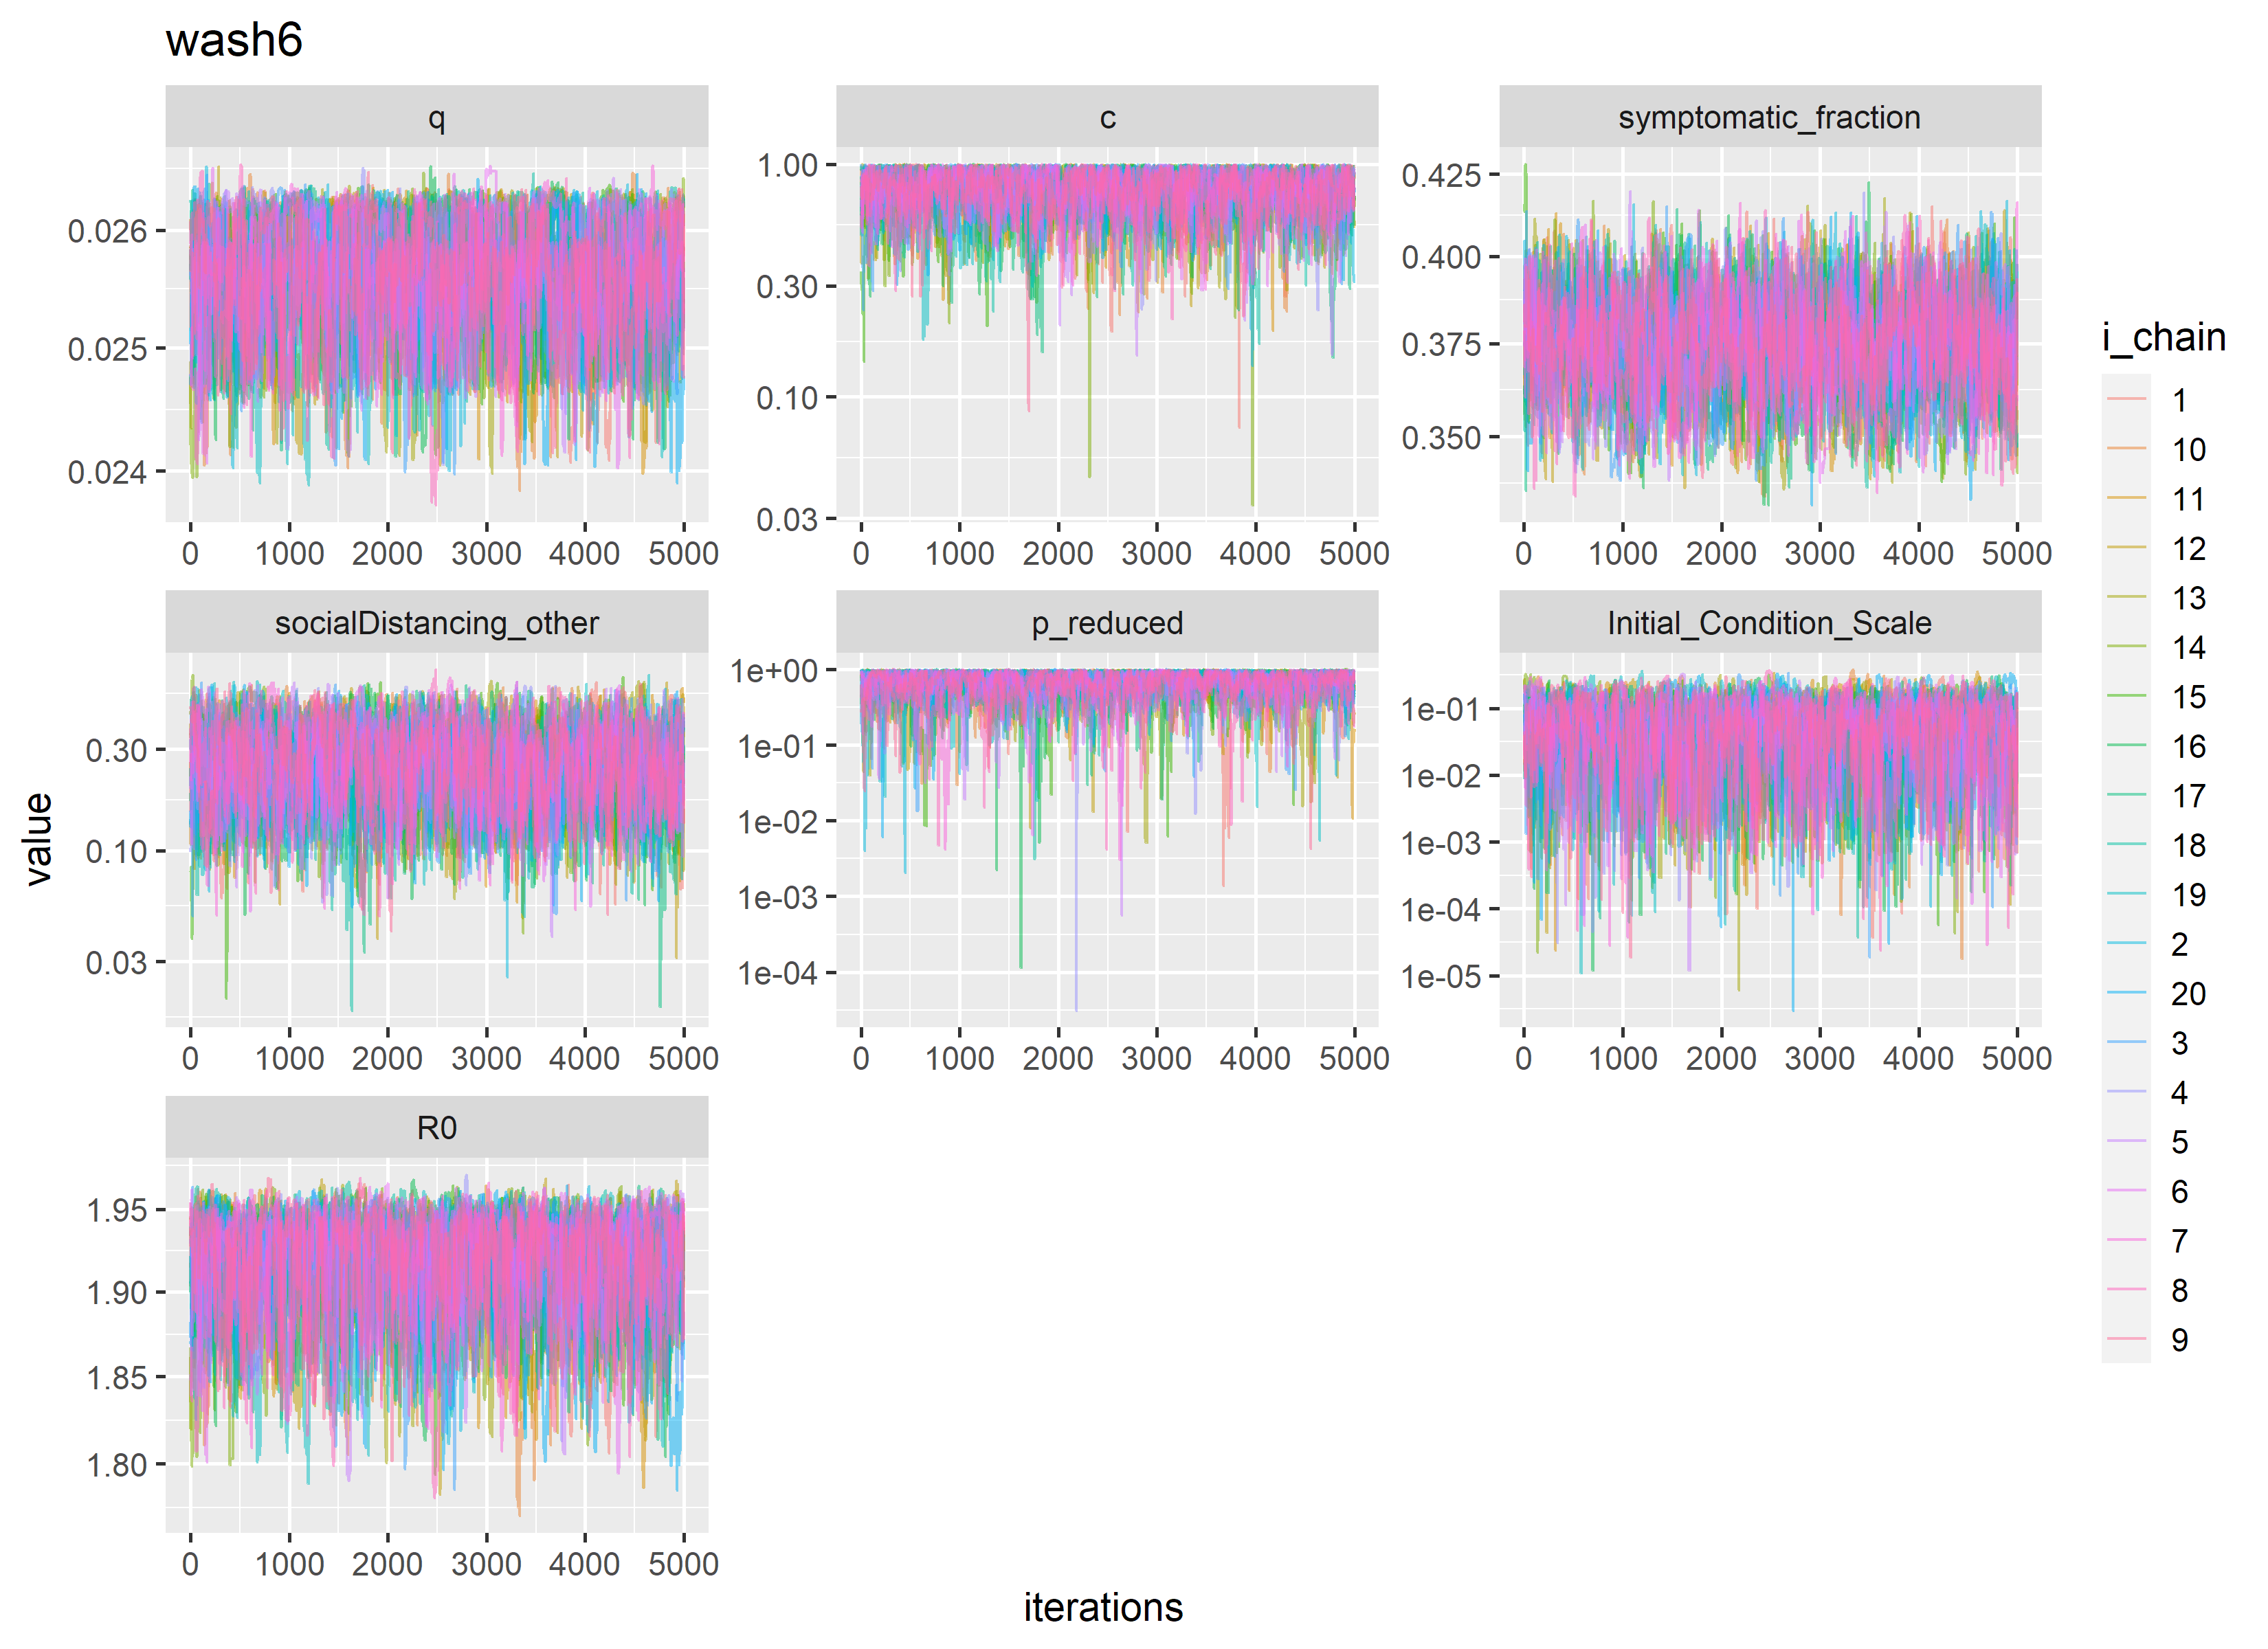 wash6
q
c
symptomatic_fraction
0.026
0.025
0.024
1.00
0.30
0.10
0.03
0.425
0.400
0.375
0.350
0 1000 2000 3000 4000 5000
0 1000 2000 3000 4000 5000
0 1000 2000 3000 4000 5000
socialDistancing_other
p_reduced
Initial_Condition_Scale
0.30
0.10
0.03
1e+00
1e-01
1e-02
1e-03
1e-04
1e-01
1e-02
1e-03
1e-04
1e-05
0 1000 2000 3000 4000 5000
0 1000 2000 3000 4000 5000
0 1000 2000 3000 4000 5000
R0
1.95
1.90
1.85
1.80
0 1000 2000 3000 4000 5000
value
iterations
i_chain
1
10
11
12
13
14
15
16
17
18
19
2
20
3
4
5
6
7
8
9